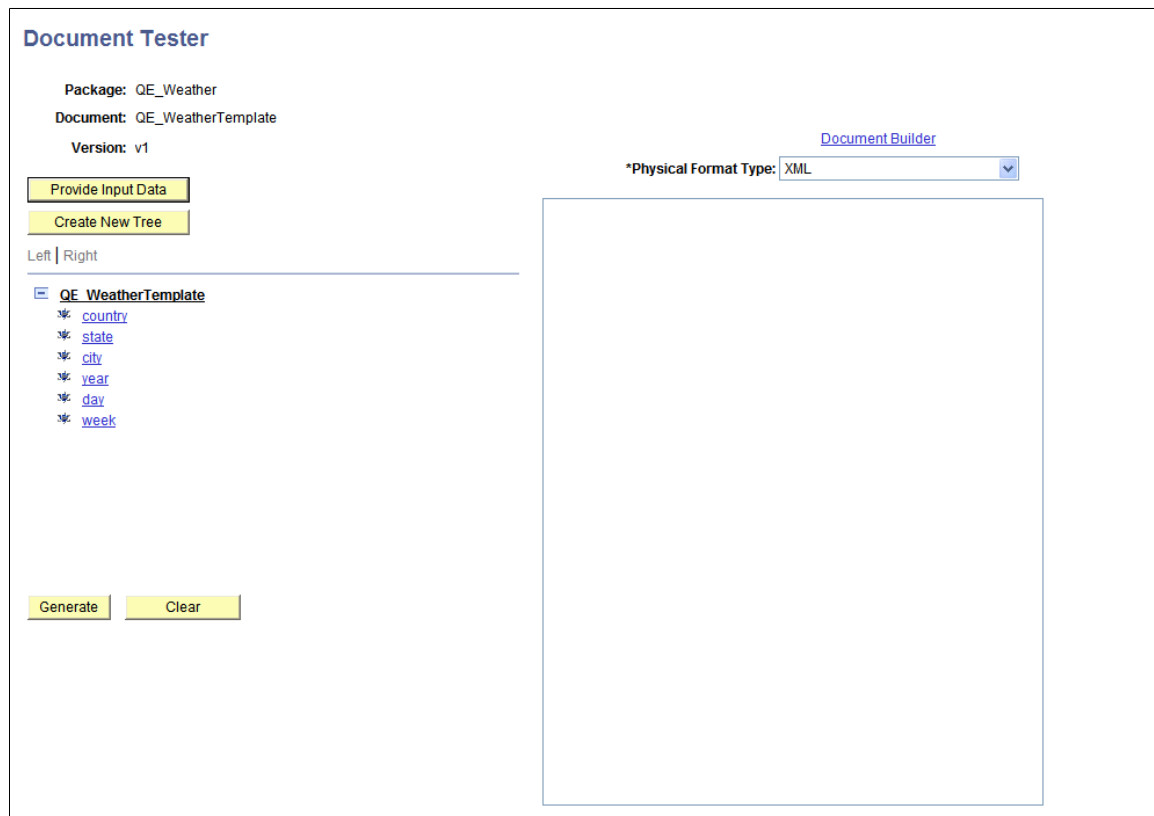 Document Tester
Package: QE_Weather
Document: QE_WeatherTemplate
Version: v1
Document Builder
*Physical Format Type: XML
Provide Input Data
Create New Tree
Left | Right
QE_WeatherTemplate
country
state
city
year
day
week
Generate
Clear